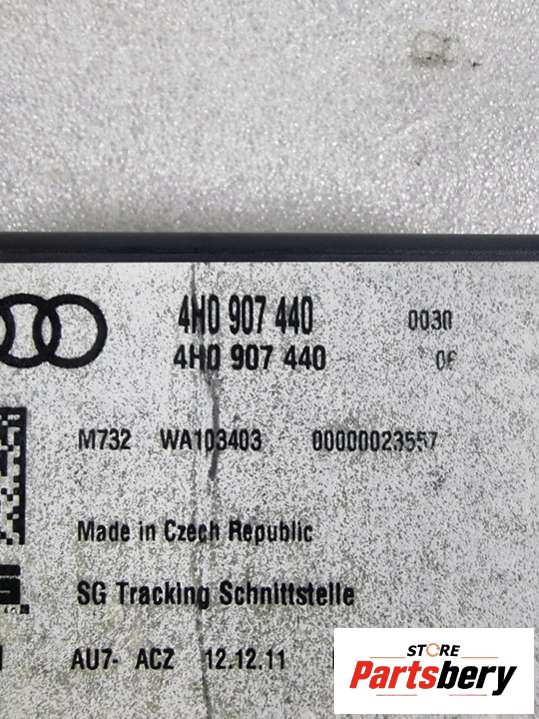 4H0 907 440 0030
4H0 907 440
M732 WA103403 00000023557
Made in Czech Republic
SG Tracking Schnittstelle
AU7- ACZ 12.12.11
STORE
Partsbery